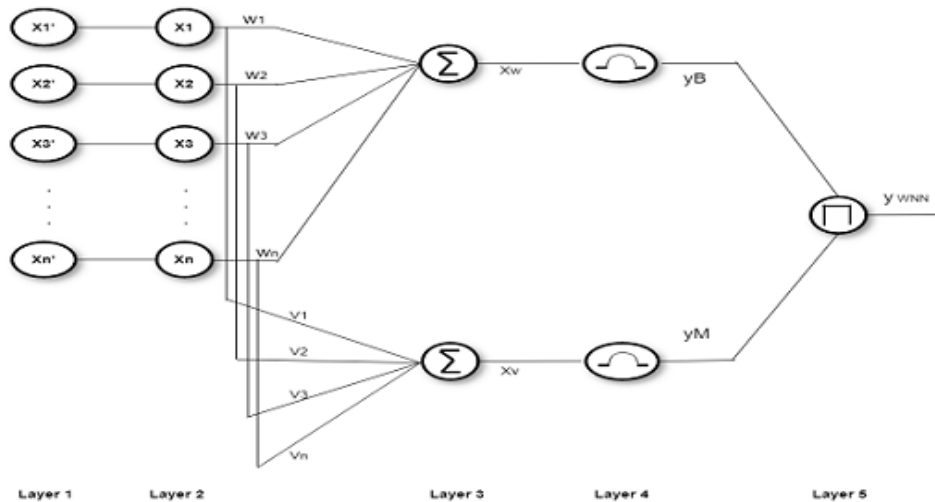 X1' X1 W1
X2' X2 W2
Σ Xw yB
X3' X3 W3
y WNN
Π
Xn' Xn Wn
V1
V2
Σ Xv yM
V3
Vn
Layer 1 Layer 2 Layer 3 Layer 4 Layer 5